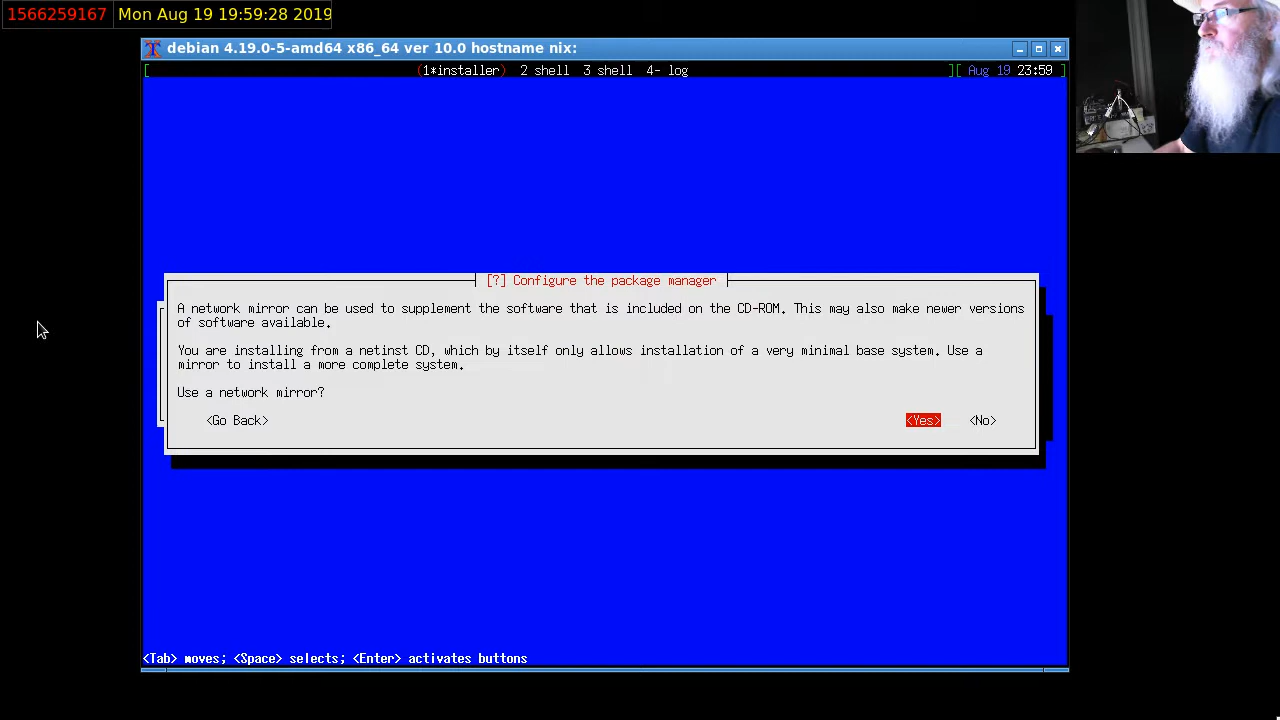 1566259167 Mon Aug 19 19:59:28 2019
debian 4.19.0-5-amd64 x86_64 ver 10.0 hostname nix:
[ (1*installer) 2 shell 3 shell 4- log ][ Aug 19 23:59 ]
[?] Configure the package manager
A network mirror can be used to supplement the software that is included on the CD-ROM. This may also make newer versions
of software available.
You are installing from a netinst CD, which by itself only allows installation of a very minimal base system. Use a
mirror to install a more complete system.
Use a network mirror?
<Go Back> <Yes> <No>
<Tab> moves; <Space> selects; <Enter> activates buttons